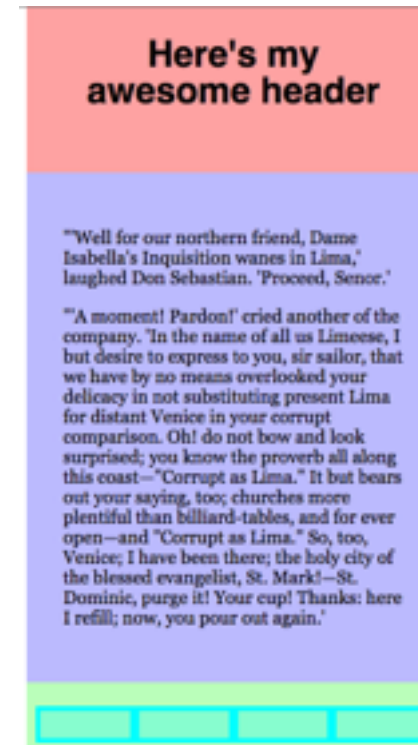 Here's my
awesome header
"'Well for our northern friend, Dame
Isabella's Inquisition wanes in Lima,'
laughed Don Sebastian. 'Proceed, Senor.'
"'A moment! Pardon!' cried another of the
company. 'In the name of all us Limeese, I
but desire to express to you, sir sailor, that
we have by no means overlooked your
delicacy in not substituting present Lima
for distant Venice in your corrupt
comparison. Oh! do not bow and look
surprised; you know the proverb all along
this coast—"Corrupt as Lima." It but bears
out your saying, too; churches more
plentiful than billiard-tables, and for ever
open—and "Corrupt as Lima." So, too,
Venice; I have been there; the holy city of
the blessed evangelist, St. Mark!—St.
Dominic, purge it! Your cup! Thanks: here
I refill; now, you pour out again.'